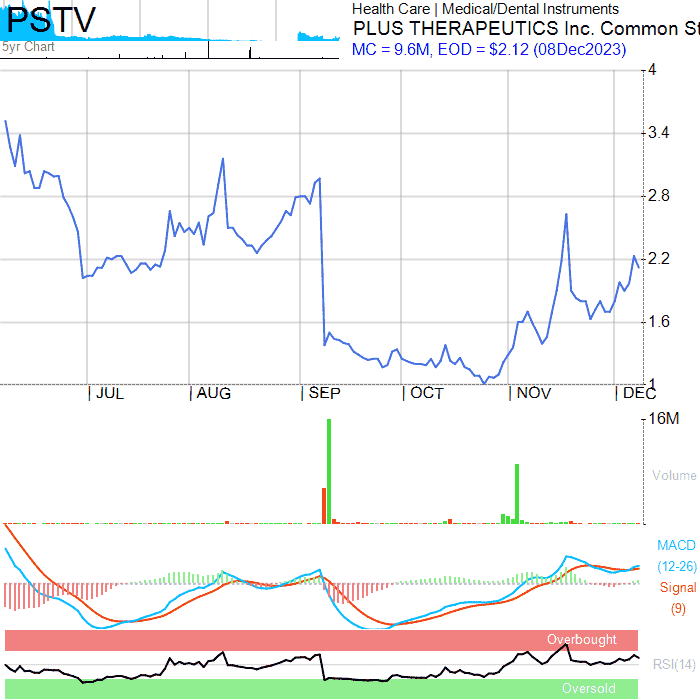 PSTV
5yr Chart
Health Care | Medical/Dental Instruments
PLUS THERAPEUTICS Inc. Common St
MC = 9.6M, EOD = $2.12 (08Dec2023)
4
3.4
2.8
2.2
1.6
1
| JUL | AUG | SEP | OCT | NOV | DEC
16M
Volume
MACD
(12-26)
Signal
(9)
Overbought
RSI(14)
Oversold